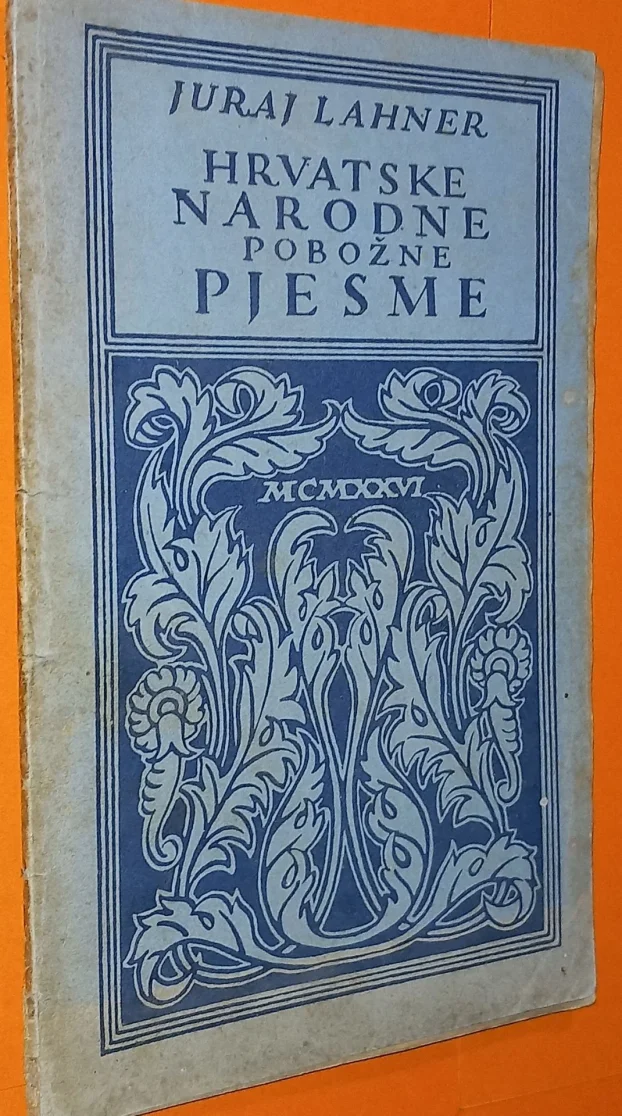 JURAJ LAHNER
HRVATSKE
NARODNE
POBOŽNE
PJESME
MCMXXVI